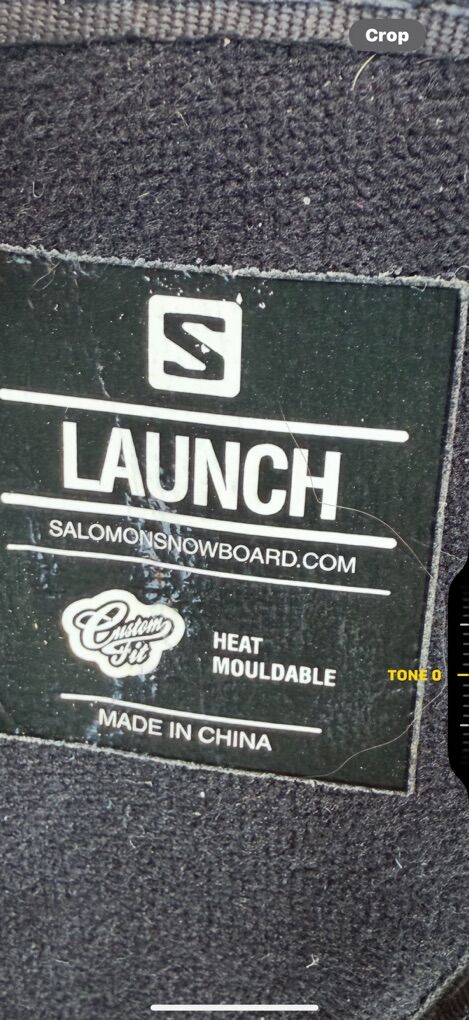 Crop
S
LAUNCH
SALOMONSNOWBOARD.COM
Custom
Fit
HEAT
MOULDABLE
TONE 0
MADE IN CHINA